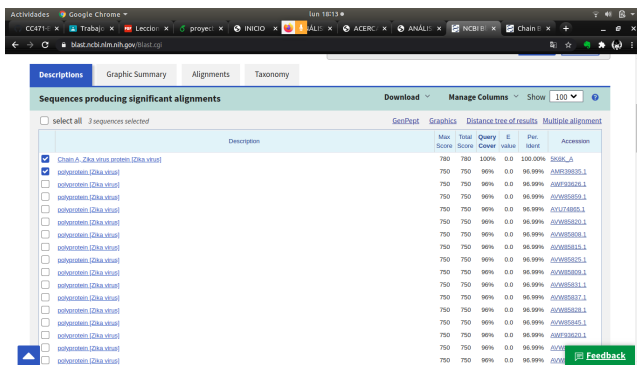 Actividades Google Chrome lun 18:13
CC471- Trabajo Leccion proyect INICIO ÁLIS ACERCA ANÁLIS NCBI Bl Chain B
blast.ncbi.nlm.nih.gov/Blast.cgi
Descriptions Graphic Summary Alignments Taxonomy
Sequences producing significant alignments Download Manage Columns Show 100
select all 3 sequences selected GenPept Graphics Distance tree of results Multiple alignment
Description Max Score Total Score Query Cover E value Per. Ident Accession
Chain A, Zika virus protein [Zika virus] 780 780 100% 0.0 100.00% 5K6K_A
polyprotein [Zika virus] 750 750 96% 0.0 96.99% AMR39835.1
polyprotein [Zika virus] 750 750 96% 0.0 96.99% AWF93626.1
polyprotein [Zika virus] 750 750 96% 0.0 96.99% AVW85859.1
polyprotein [Zika virus] 750 750 96% 0.0 96.99% AYU74865.1
polyprotein [Zika virus] 750 750 96% 0.0 96.99% AVW85820.1
polyprotein [Zika virus] 750 750 96% 0.0 96.99% AVW85808.1
polyprotein [Zika virus] 750 750 96% 0.0 96.99% AVW85815.1
polyprotein [Zika virus] 750 750 96% 0.0 96.99% AVW85825.1
polyprotein [Zika virus] 750 750 96% 0.0 96.99% AVW85809.1
polyprotein [Zika virus] 750 750 96% 0.0 96.99% AVW85831.1
polyprotein [Zika virus] 750 750 96% 0.0 96.99% AVW85837.1
polyprotein [Zika virus] 750 750 96% 0.0 96.99% AVW85828.1
polyprotein [Zika virus] 750 750 96% 0.0 96.99% AVW85845.1
polyprotein [Zika virus] 750 750 96% 0.0 96.99% AWF93620.1
polyprotein [Zika virus] 750 750 96% 0.0 96.99%
polyprotein [Zika virus] 750 750 96% 0.0 96.99%
Feedback